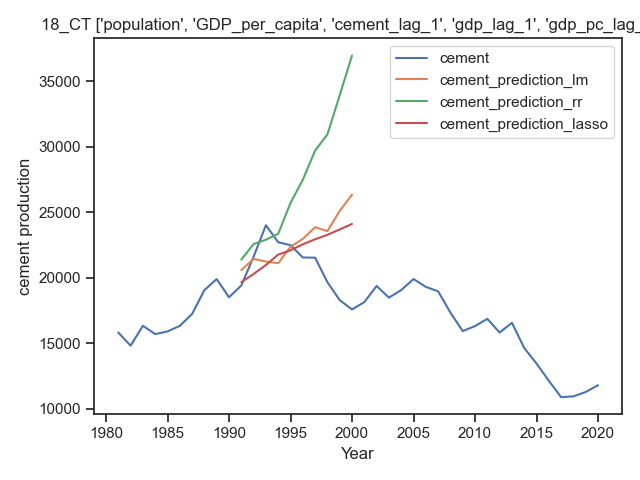 18_CT ['population', 'GDP_per_capita', 'cement_lag_1', 'gdp_lag_1', 'gdp_pc_lag_
cement
cement_prediction_lm
cement_prediction_rr
cement_prediction_lasso
cement production
35000
30000
25000
20000
15000
10000
1980 1985 1990 1995 2000 2005 2010 2015 2020
Year